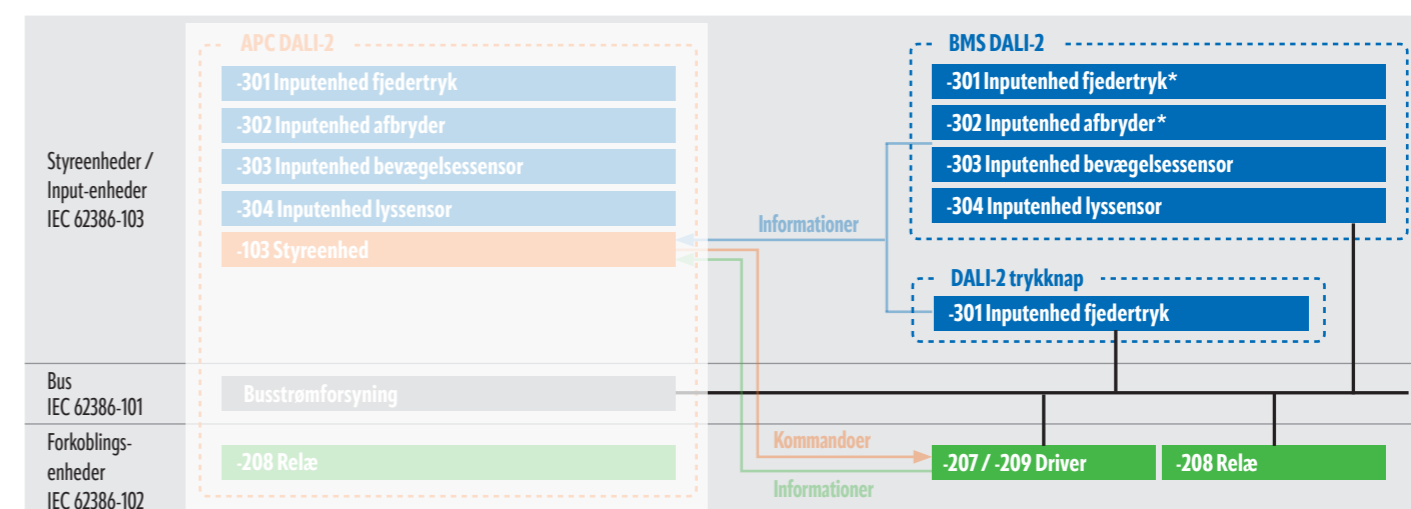 Styreenheder /
Input-enheder
IEC 62386-103
APC DALI-2
-301 Inputenhed fjedertryk
-302 Inputenhed afbryder
-303 Inputenhed bevægelsessensor
-304 Inputenhed lyssensor
-103 Styreenhed
Informationer
BMS DALI-2
-301 Inputenhed fjedertryk*
-302 Inputenhed afbryder*
-303 Inputenhed bevægelsessensor
-304 Inputenhed lyssensor
DALI-2 trykknap
-301 Inputenhed fjedertryk
Bus
IEC 62386-101
Busstrømforsyning
Forkoblings-
enheder
IEC 62386-102
-208 Relæ
Kommandoer
Informationer
-207 / -209 Driver
-208 Relæ